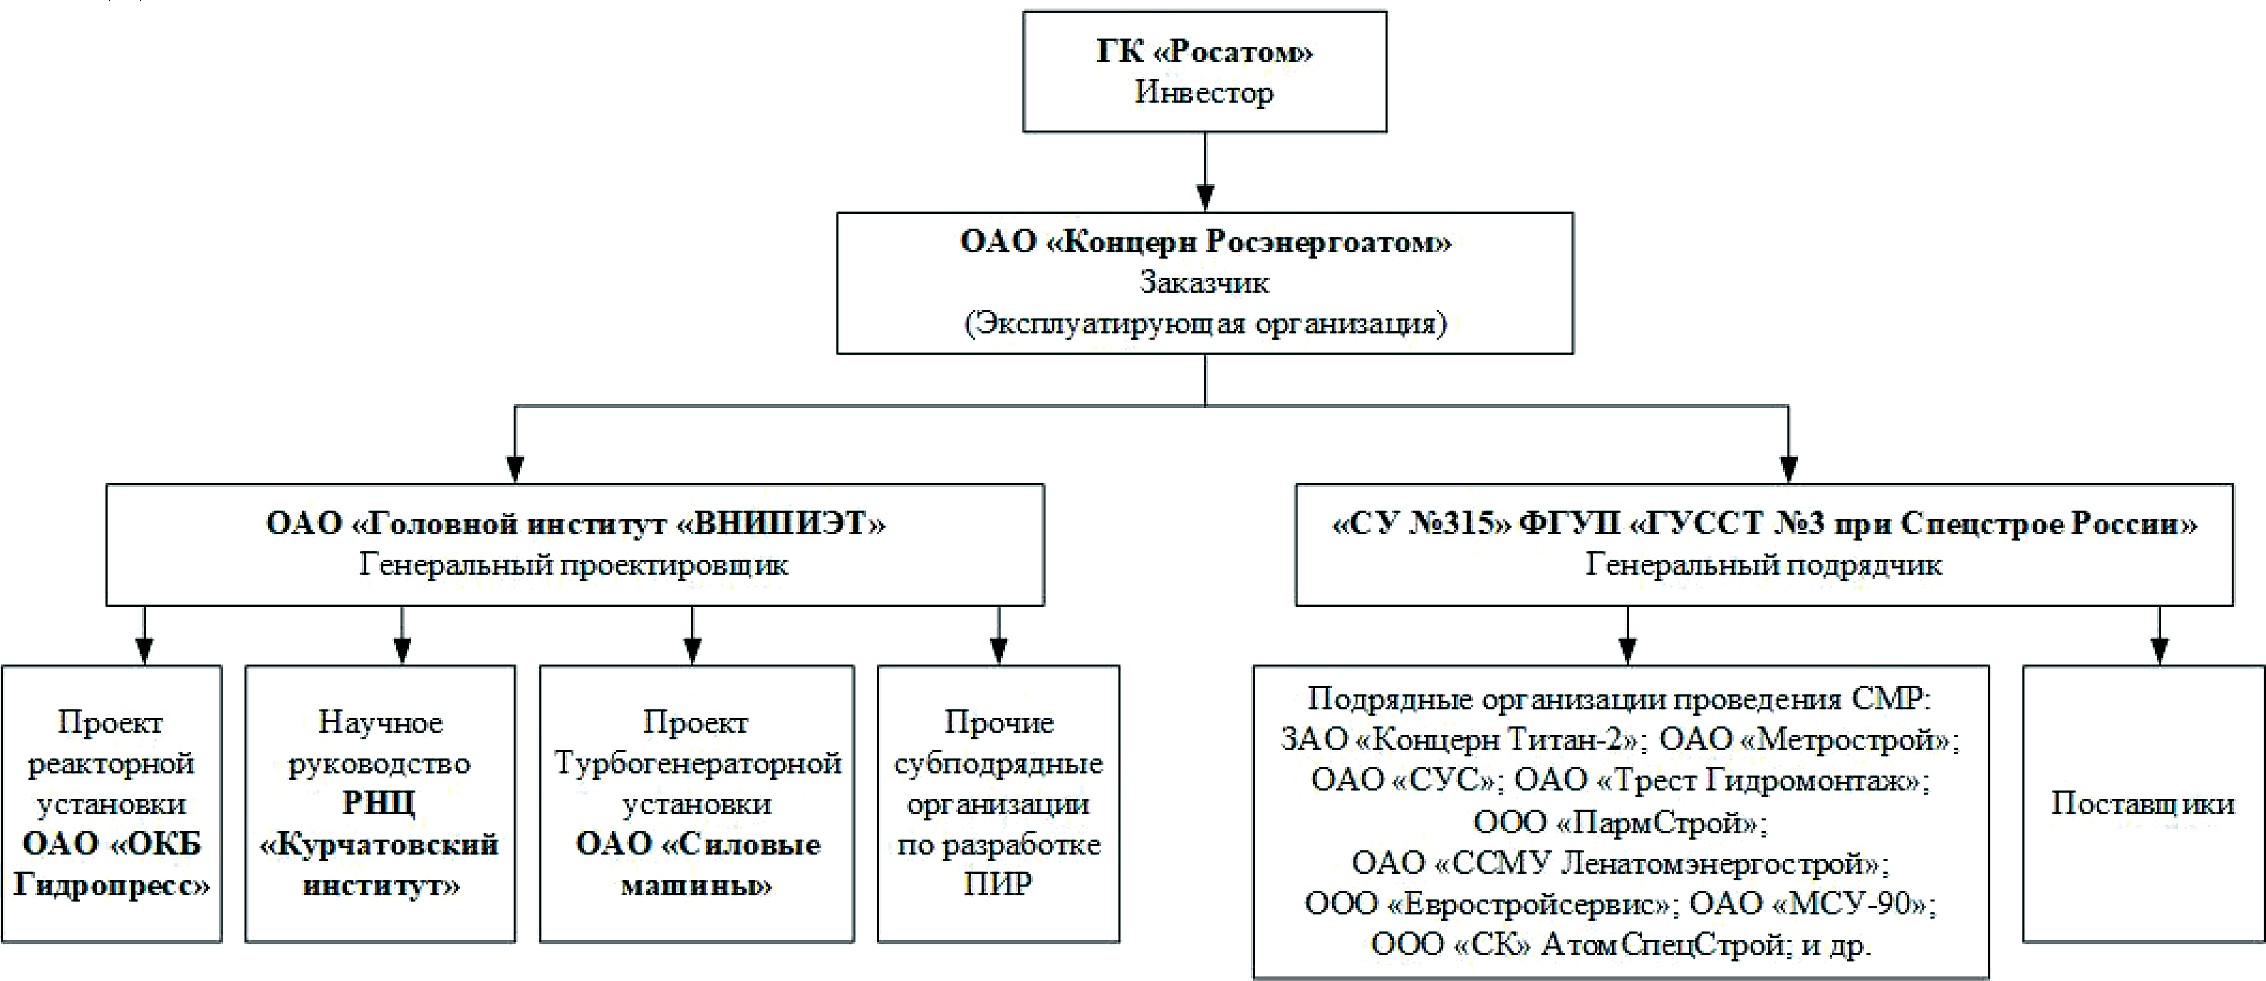 ГК «Росатом»
Инвестор
ОАО «Концерн Росэнергоатом»
Заказчик
(Эксплуатирующая организация)
ОАО «Головной институт «ВНИПИЭТ»
Генеральный проектировщик
«СУ №315» ФГУП «ГУССТ №3 при Спецстрое России»
Генеральный подрядчик
Проект
реакторной
установки
ОАО «ОКБ
Гидропресс»
Научное
руководство
РНЦ
«Курчатовский
институт»
Проект
Турбогенераторной
установки
ОАО «Силовые
машины»
Прочие
субподрядные
организации
по разработке
ПИР
Подрядные организации проведения СМР:
ЗАО «Концерн Титан-2»; ОАО «Метрострой»;
ОАО «СУС»; ОАО «Трест Гидромонтаж»;
ООО «ПармСтрой»;
ОАО «ССМУ Ленатомэнергострой»;
ООО «Евростройсервис»; ОАО «МСУ-90»;
ООО «СК» АтомСпецСтрой; и др.
Поставщики